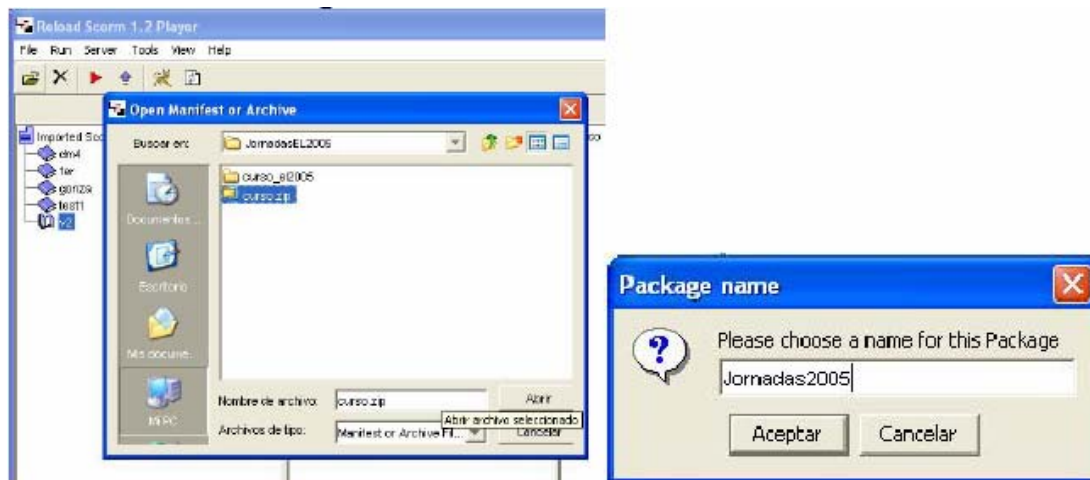 Reload Scorm 1.2 Player
File Run Server Tools View Help
Open Manifest or Archive
Imported Sco
elm4
ter
gonza
test1
v2
Buscar en: JornadasEL2005
curso_el2005
curso.zip
Documentos ...
Escritorio
Mis docume...
Mi PC
Nombre de archivo: curso.zip Abrir
Abrir archivo seleccionado
Archivos de tipo: Manifest or Archive Fil... Cancelar
Package name
Please choose a name for this Package
Jornadas2005
Aceptar Cancelar